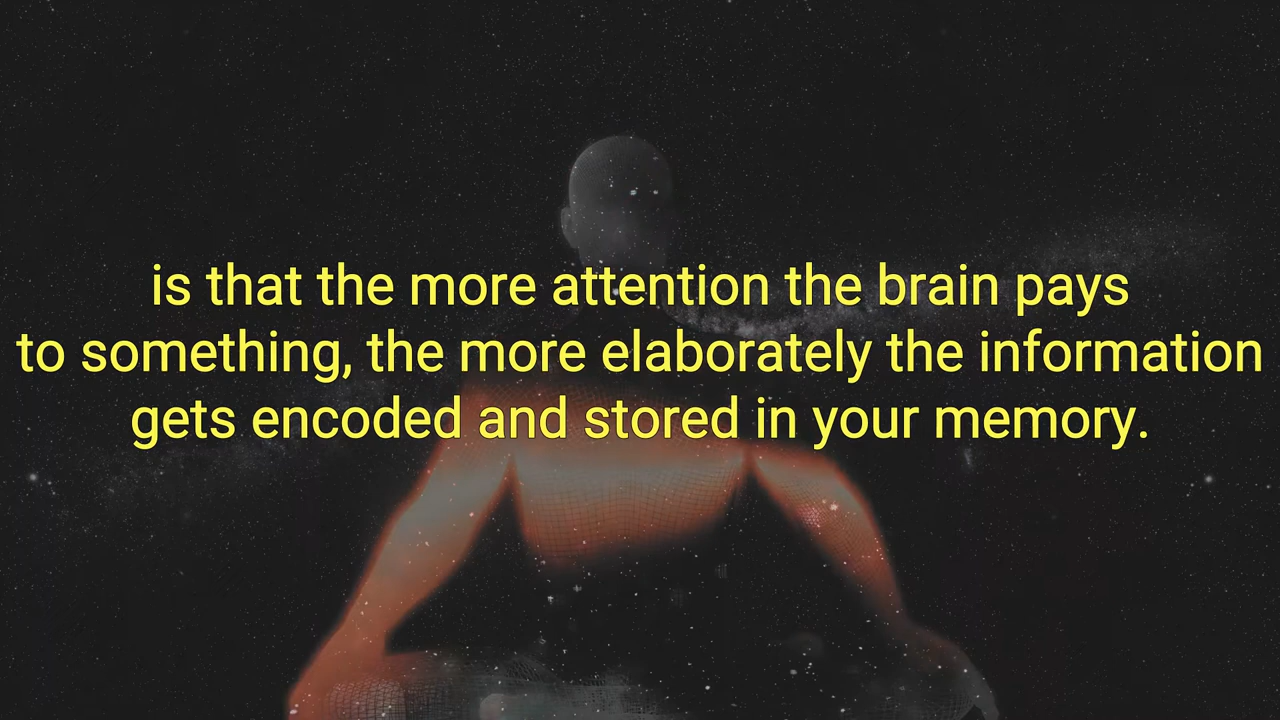 is that the more attention the brain pays
to something, the more elaborately the information
gets encoded and stored in your memory.